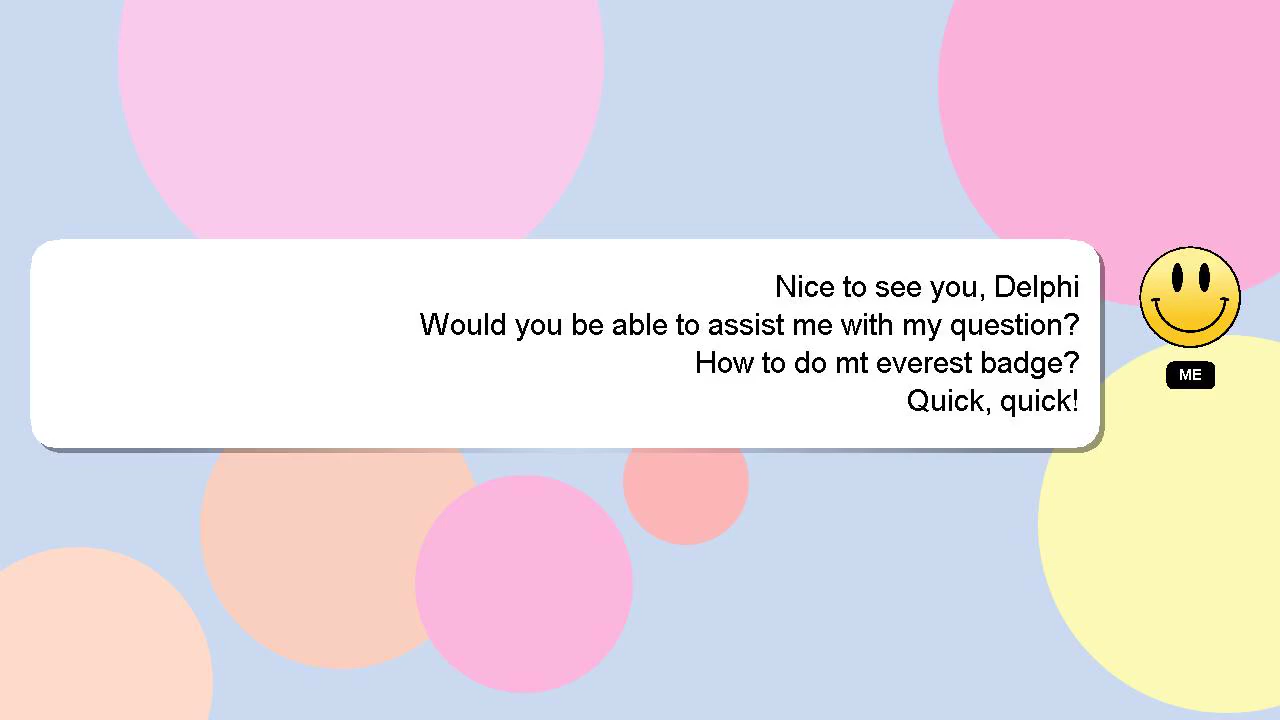 Nice to see you, Delphi
Would you be able to assist me with my question?
How to do mt everest badge?
Quick, quick!
ME